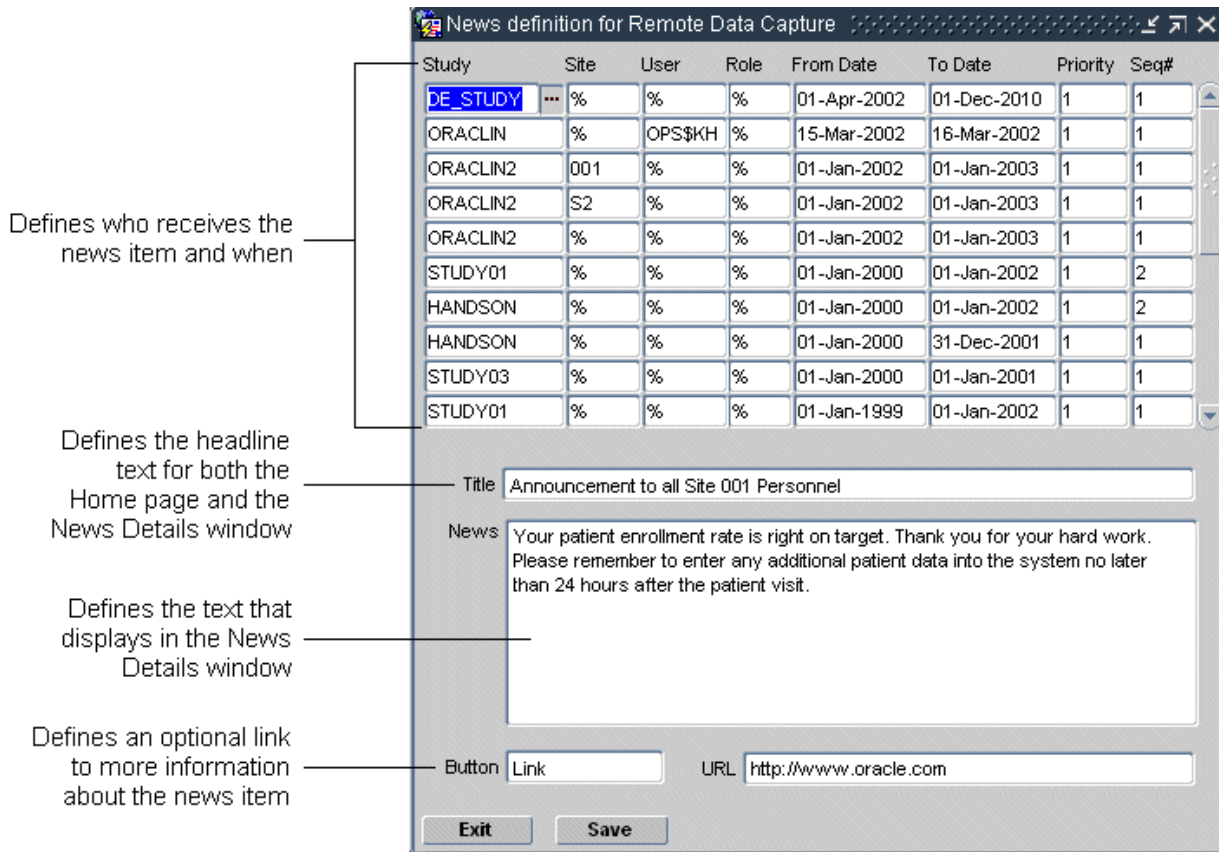 News definition for Remote Data Capture
Study Site User Role From Date To Date Priority Seq#
DE_STUDY ... % % % 01-Apr-2002 01-Dec-2010 1 1
ORACLIN % OPS$KH % 15-Mar-2002 16-Mar-2002 1 1
ORACLIN2 001 % % 01-Jan-2002 01-Jan-2003 1 1
ORACLIN2 S2 % % 01-Jan-2002 01-Jan-2003 1 1
ORACLIN2 % % % 01-Jan-2002 01-Jan-2003 1 1
STUDY01 % % % 01-Jan-2000 01-Jan-2002 1 2
HANDSON % % % 01-Jan-2000 01-Jan-2002 1 2
HANDSON % % % 01-Jan-2000 31-Dec-2001 1 1
STUDY03 % % % 01-Jan-2000 01-Jan-2001 1 1
STUDY01 % % % 01-Jan-1999 01-Jan-2002 1 1
Defines who receives the
news item and when
Defines the headline
text for both the
Home page and the
News Details window
Title Announcement to all Site 001 Personnel
News Your patient enrollment rate is right on target. Thank you for your hard work.
Please remember to enter any additional patient data into the system no later
than 24 hours after the patient visit.
Defines the text that
displays in the News
Details window
Defines an optional link
to more information
about the news item
Button Link URL http://www.oracle.com
Exit Save